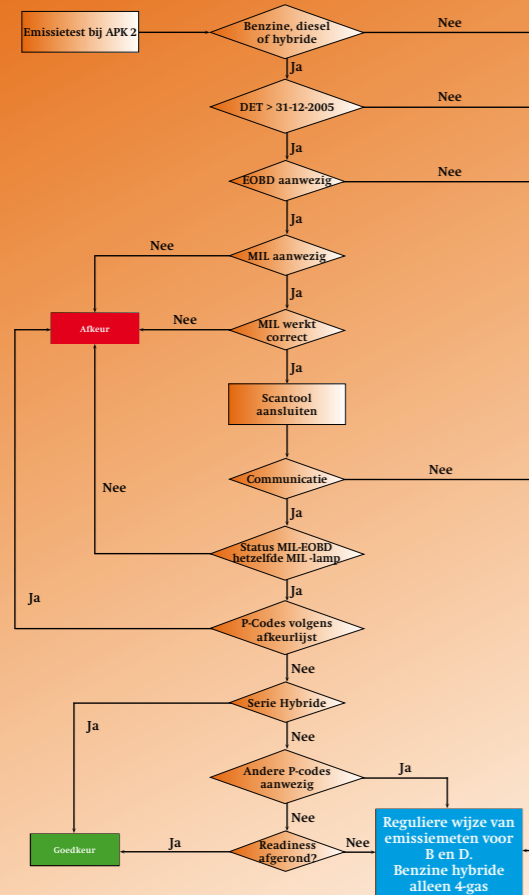 Emissietest bij APK 2
Benzine, diesel
of hybride
Nee
Ja
DET > 31-12-2005
Nee
Ja
EOBD aanwezig
Nee
Ja
Nee
MIL aanwezig
Ja
Afkeur
Nee
MIL werkt
correct
Ja
Scantool
aansluiten
Communicatie
Nee
Nee
Ja
Status MIL-EOBD
hetzelfde MIL-lamp
Ja
Ja
P-Codes volgens
afkeurlijst
Nee
Serie Hybride
Ja
Nee
Andere P-codes
aanwezig
Ja
Nee
Goedkeur
Ja
Readiness
afgerond?
Nee
Reguliere wijze van
emissiemeten voor
B en D.
Benzine hybride
alleen 4-gas